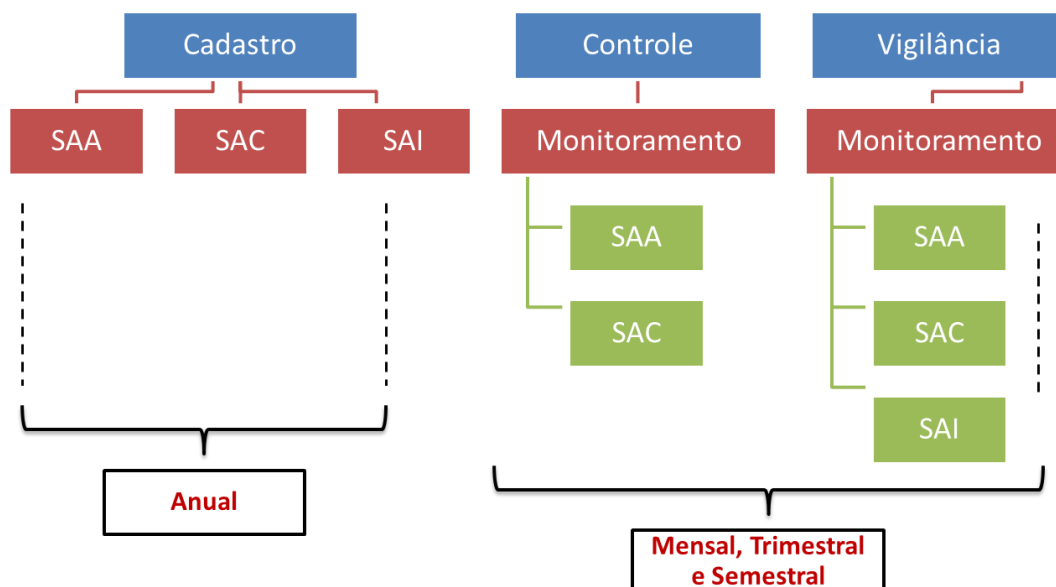 Cadastro
SAA
SAC
SAI
Anual
Controle
Monitoramento
SAA
SAC
Vigilância
Monitoramento
SAA
SAC
SAI
Mensal, Trimestral
e Semestral